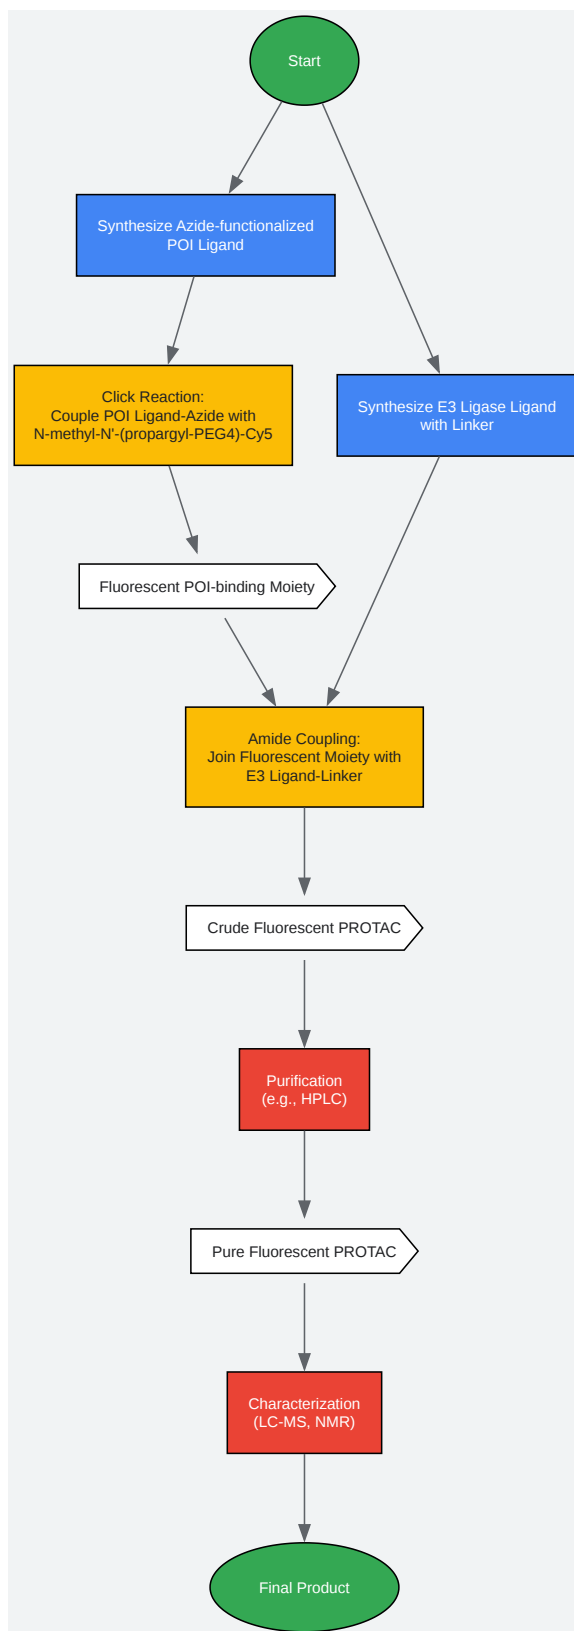 Start
Synthesize Azide-functionalized
POI Ligand
Click Reaction:
Couple POI Ligand-Azide with
N-methyl-N'-(propargyl-PEG4)-Cy5
Synthesize E3 Ligase Ligand
with Linker
Fluorescent POI-binding Moiety
Amide Coupling:
Join Fluorescent Moiety with
E3 Ligand-Linker
Crude Fluorescent PROTAC
Purification
(e.g., HPLC)
Pure Fluorescent PROTAC
Characterization
(LC-MS, NMR)
Final Product